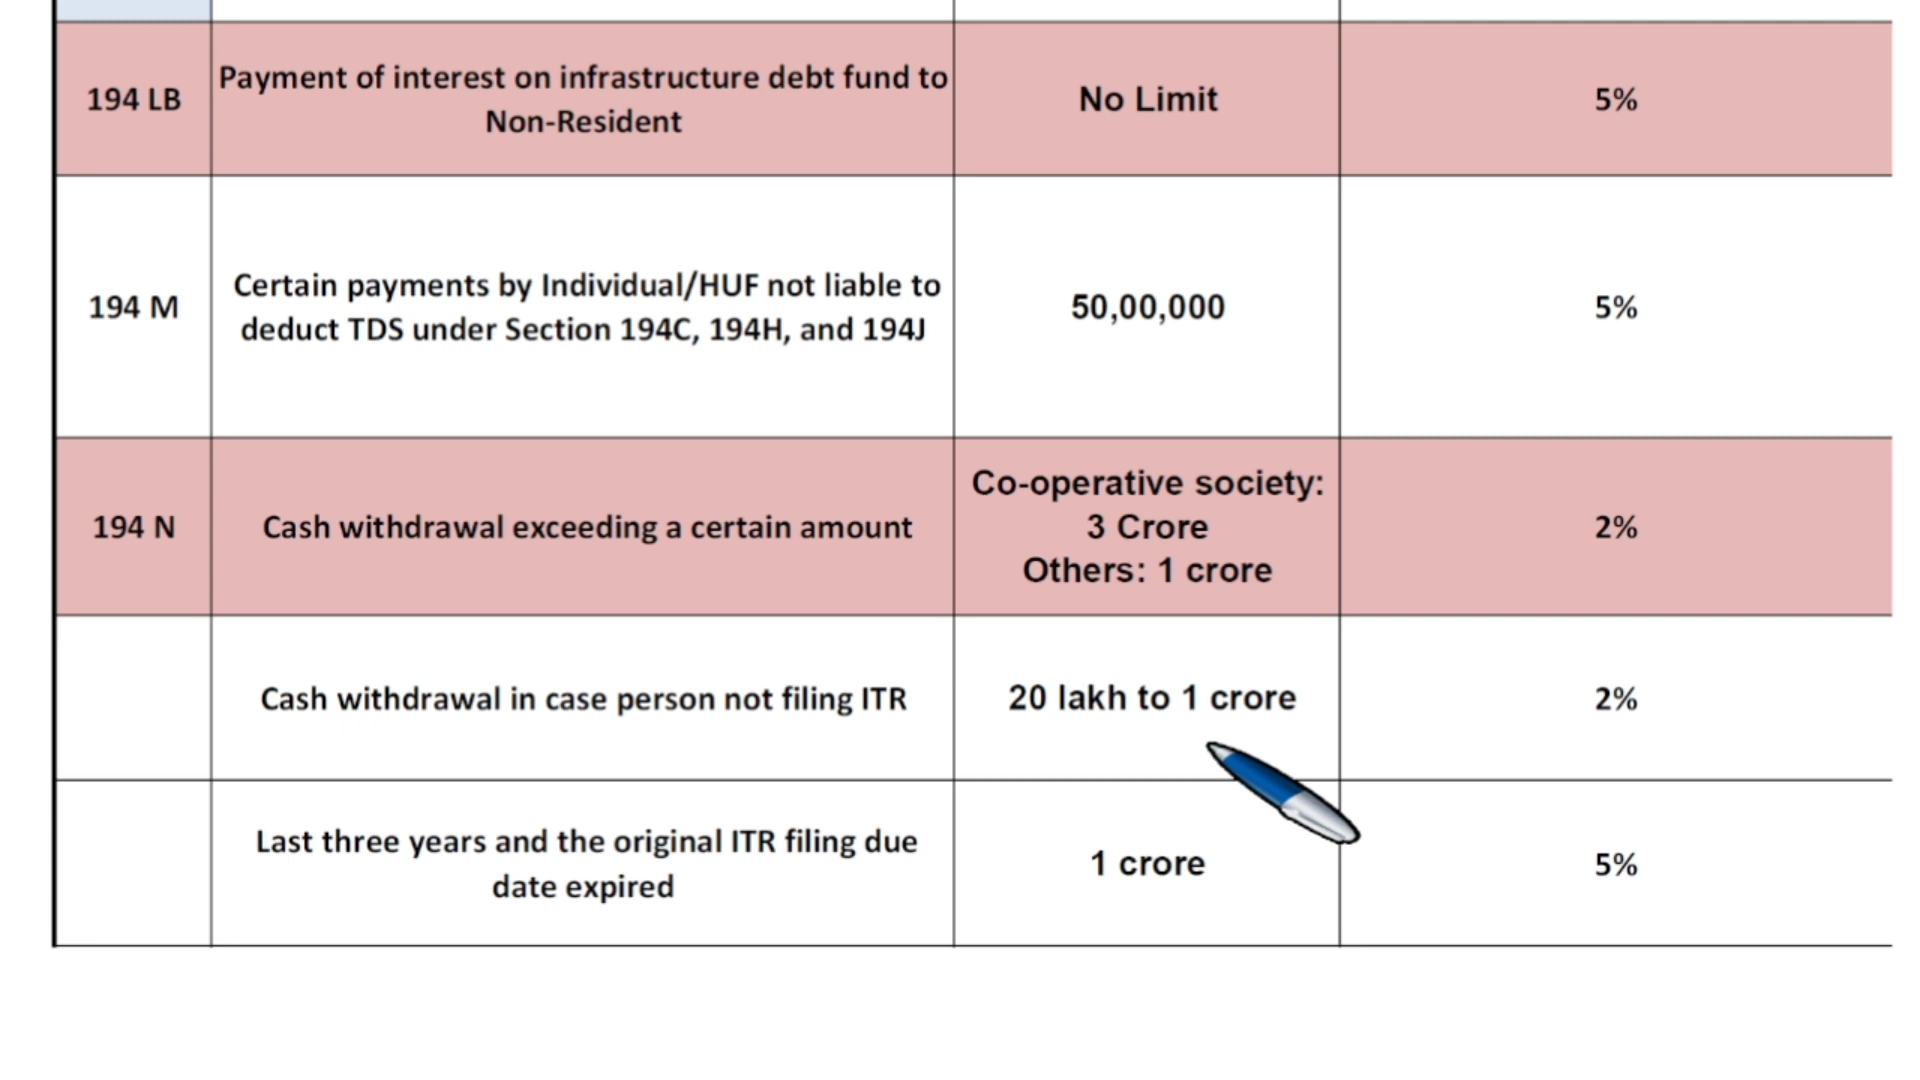 194 LB
Payment of interest on infrastructure debt fund to
Non-Resident
No Limit
5%
194 M
Certain payments by Individual/HUF not liable to
deduct TDS under Section 194C, 194H, and 194J
50,00,000
5%
194 N
Cash withdrawal exceeding a certain amount
Co-operative society:
3 Crore
Others: 1 crore
2%
Cash withdrawal in case person not filing ITR
20 lakh to 1 crore
2%
Last three years and the original ITR filing due
date expired
1 crore
5%